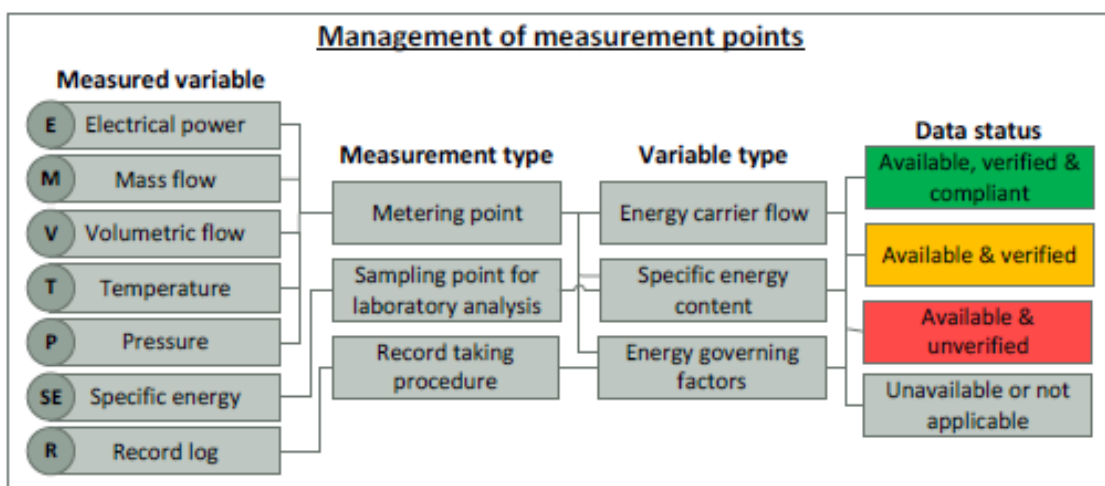 Management of measurement points
Measured variable
E Electrical power
M Mass flow
V Volumetric flow
T Temperature
P Pressure
SE Specific energy
R Record log
Measurement type
Metering point
Sampling point for
laboratory analysis
Record taking
procedure
Variable type
Energy carrier flow
Specific energy
content
Energy governing
factors
Data status
Available, verified &
compliant
Available & verified
Available &
unverified
Unavailable or not
applicable